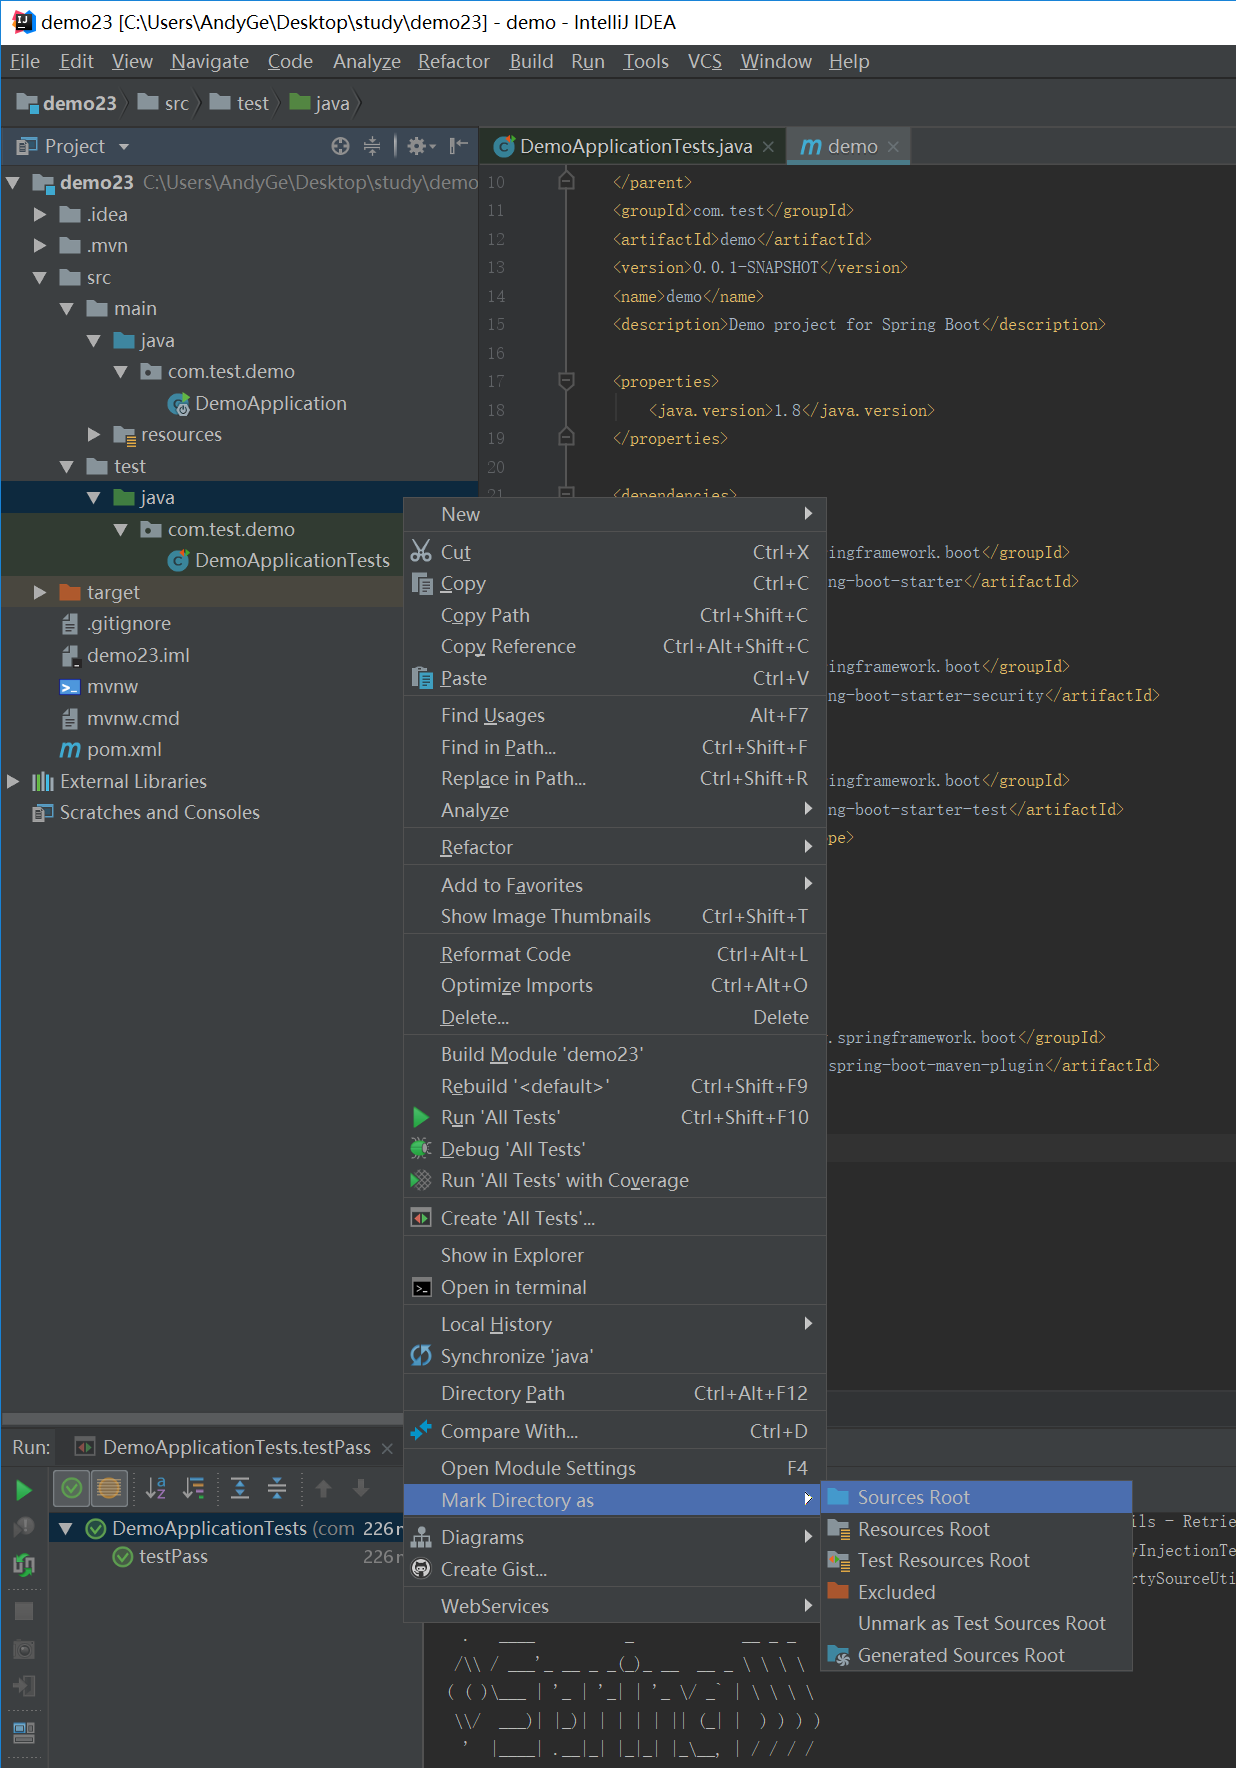 demo23 [C:\Users\AndyGe\Desktop\study\demo23] - demo - IntelliJ IDEA
File Edit View Navigate Code Analyze Refactor Build Run Tools VCS Window Help
demo23 src test java
Project
DemoApplicationTests.java demo
demo23 C:\Users\AndyGe\Desktop\study\demo
.idea
.mvn
src
main
java
com.test.demo
DemoApplication
resources
test
java
com.test.demo
DemoApplicationTests
target
.gitignore
demo23.iml
mvnw
mvnw.cmd
pom.xml
External Libraries
Scratches and Consoles
10 </parent>
11 <groupId>com.test</groupId>
12 <artifactId>demo</artifactId>
13 <version>0.0.1-SNAPSHOT</version>
14 <name>demo</name>
15 <description>Demo project for Spring Boot</description>
16
17 <properties>
18 <java.version>1.8</java.version>
19 </properties>
20
21 <dependencies>
ingframework.boot</groupId>
ng-boot-starter</artifactId>
ingframework.boot</groupId>
ng-boot-starter-security</artifactId>
ingframework.boot</groupId>
ng-boot-starter-test</artifactId>
pe>
.springframework.boot</groupId>
spring-boot-maven-plugin</artifactId>
New
Cut Ctrl+X
Copy Ctrl+C
Copy Path Ctrl+Shift+C
Copy Reference Ctrl+Alt+Shift+C
Paste Ctrl+V
Find Usages Alt+F7
Find in Path... Ctrl+Shift+F
Replace in Path... Ctrl+Shift+R
Analyze
Refactor
Add to Favorites
Show Image Thumbnails Ctrl+Shift+T
Reformat Code Ctrl+Alt+L
Optimize Imports Ctrl+Alt+O
Delete... Delete
Build Module 'demo23'
Rebuild '<default>' Ctrl+Shift+F9
Run 'All Tests' Ctrl+Shift+F10
Debug 'All Tests'
Run 'All Tests' with Coverage
Create 'All Tests'...
Show in Explorer
Open in terminal
Local History
Synchronize 'java'
Directory Path Ctrl+Alt+F12
Compare With... Ctrl+D
Open Module Settings F4
Mark Directory as
Diagrams
Create Gist...
WebServices
Sources Root
Resources Root
Test Resources Root
Excluded
Unmark as Test Sources Root
Generated Sources Root
Run: DemoApplicationTests.testPass
DemoApplicationTests (com 226
testPass 226
ils - Retrie
yInjectionTe
rtySourceUti